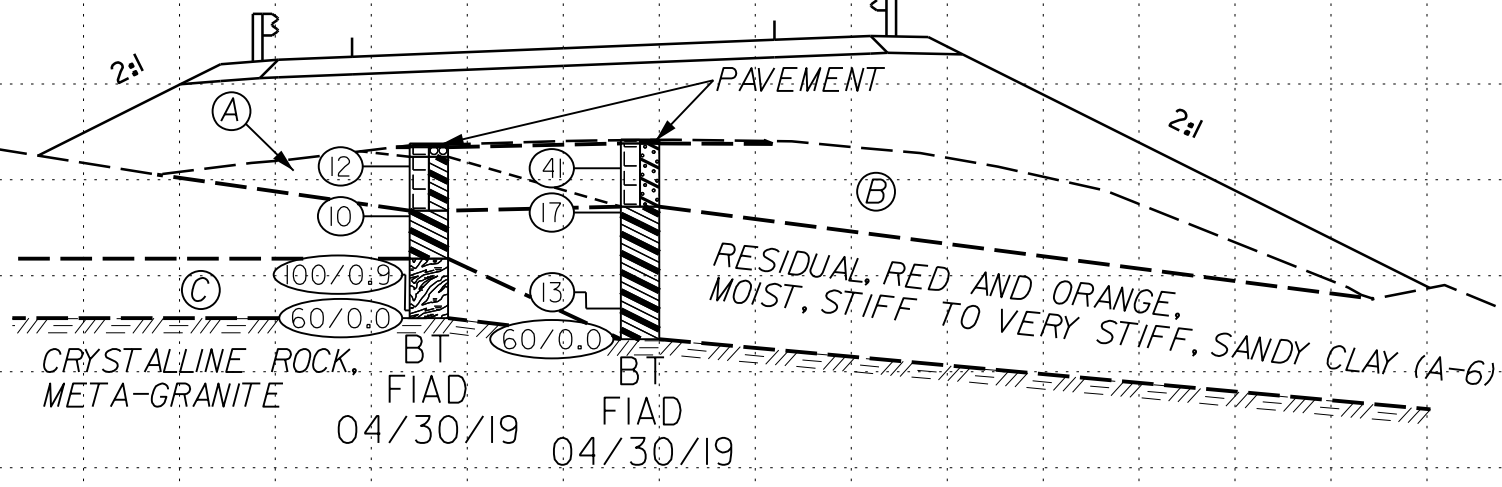 2:1
PAVEMENT
2:1
A
12
41
B
10
17
RESIDUAL, RED AND ORANGE,
MOIST, STIFF TO VERY STIFF, SANDY CLAY (A-6)
100/0.9
C
13
60/0.0
60/0.0
CRYSTALLINE ROCK,
META-GRANITE
BT
FIAD
04/30/19
BT
FIAD
04/30/19